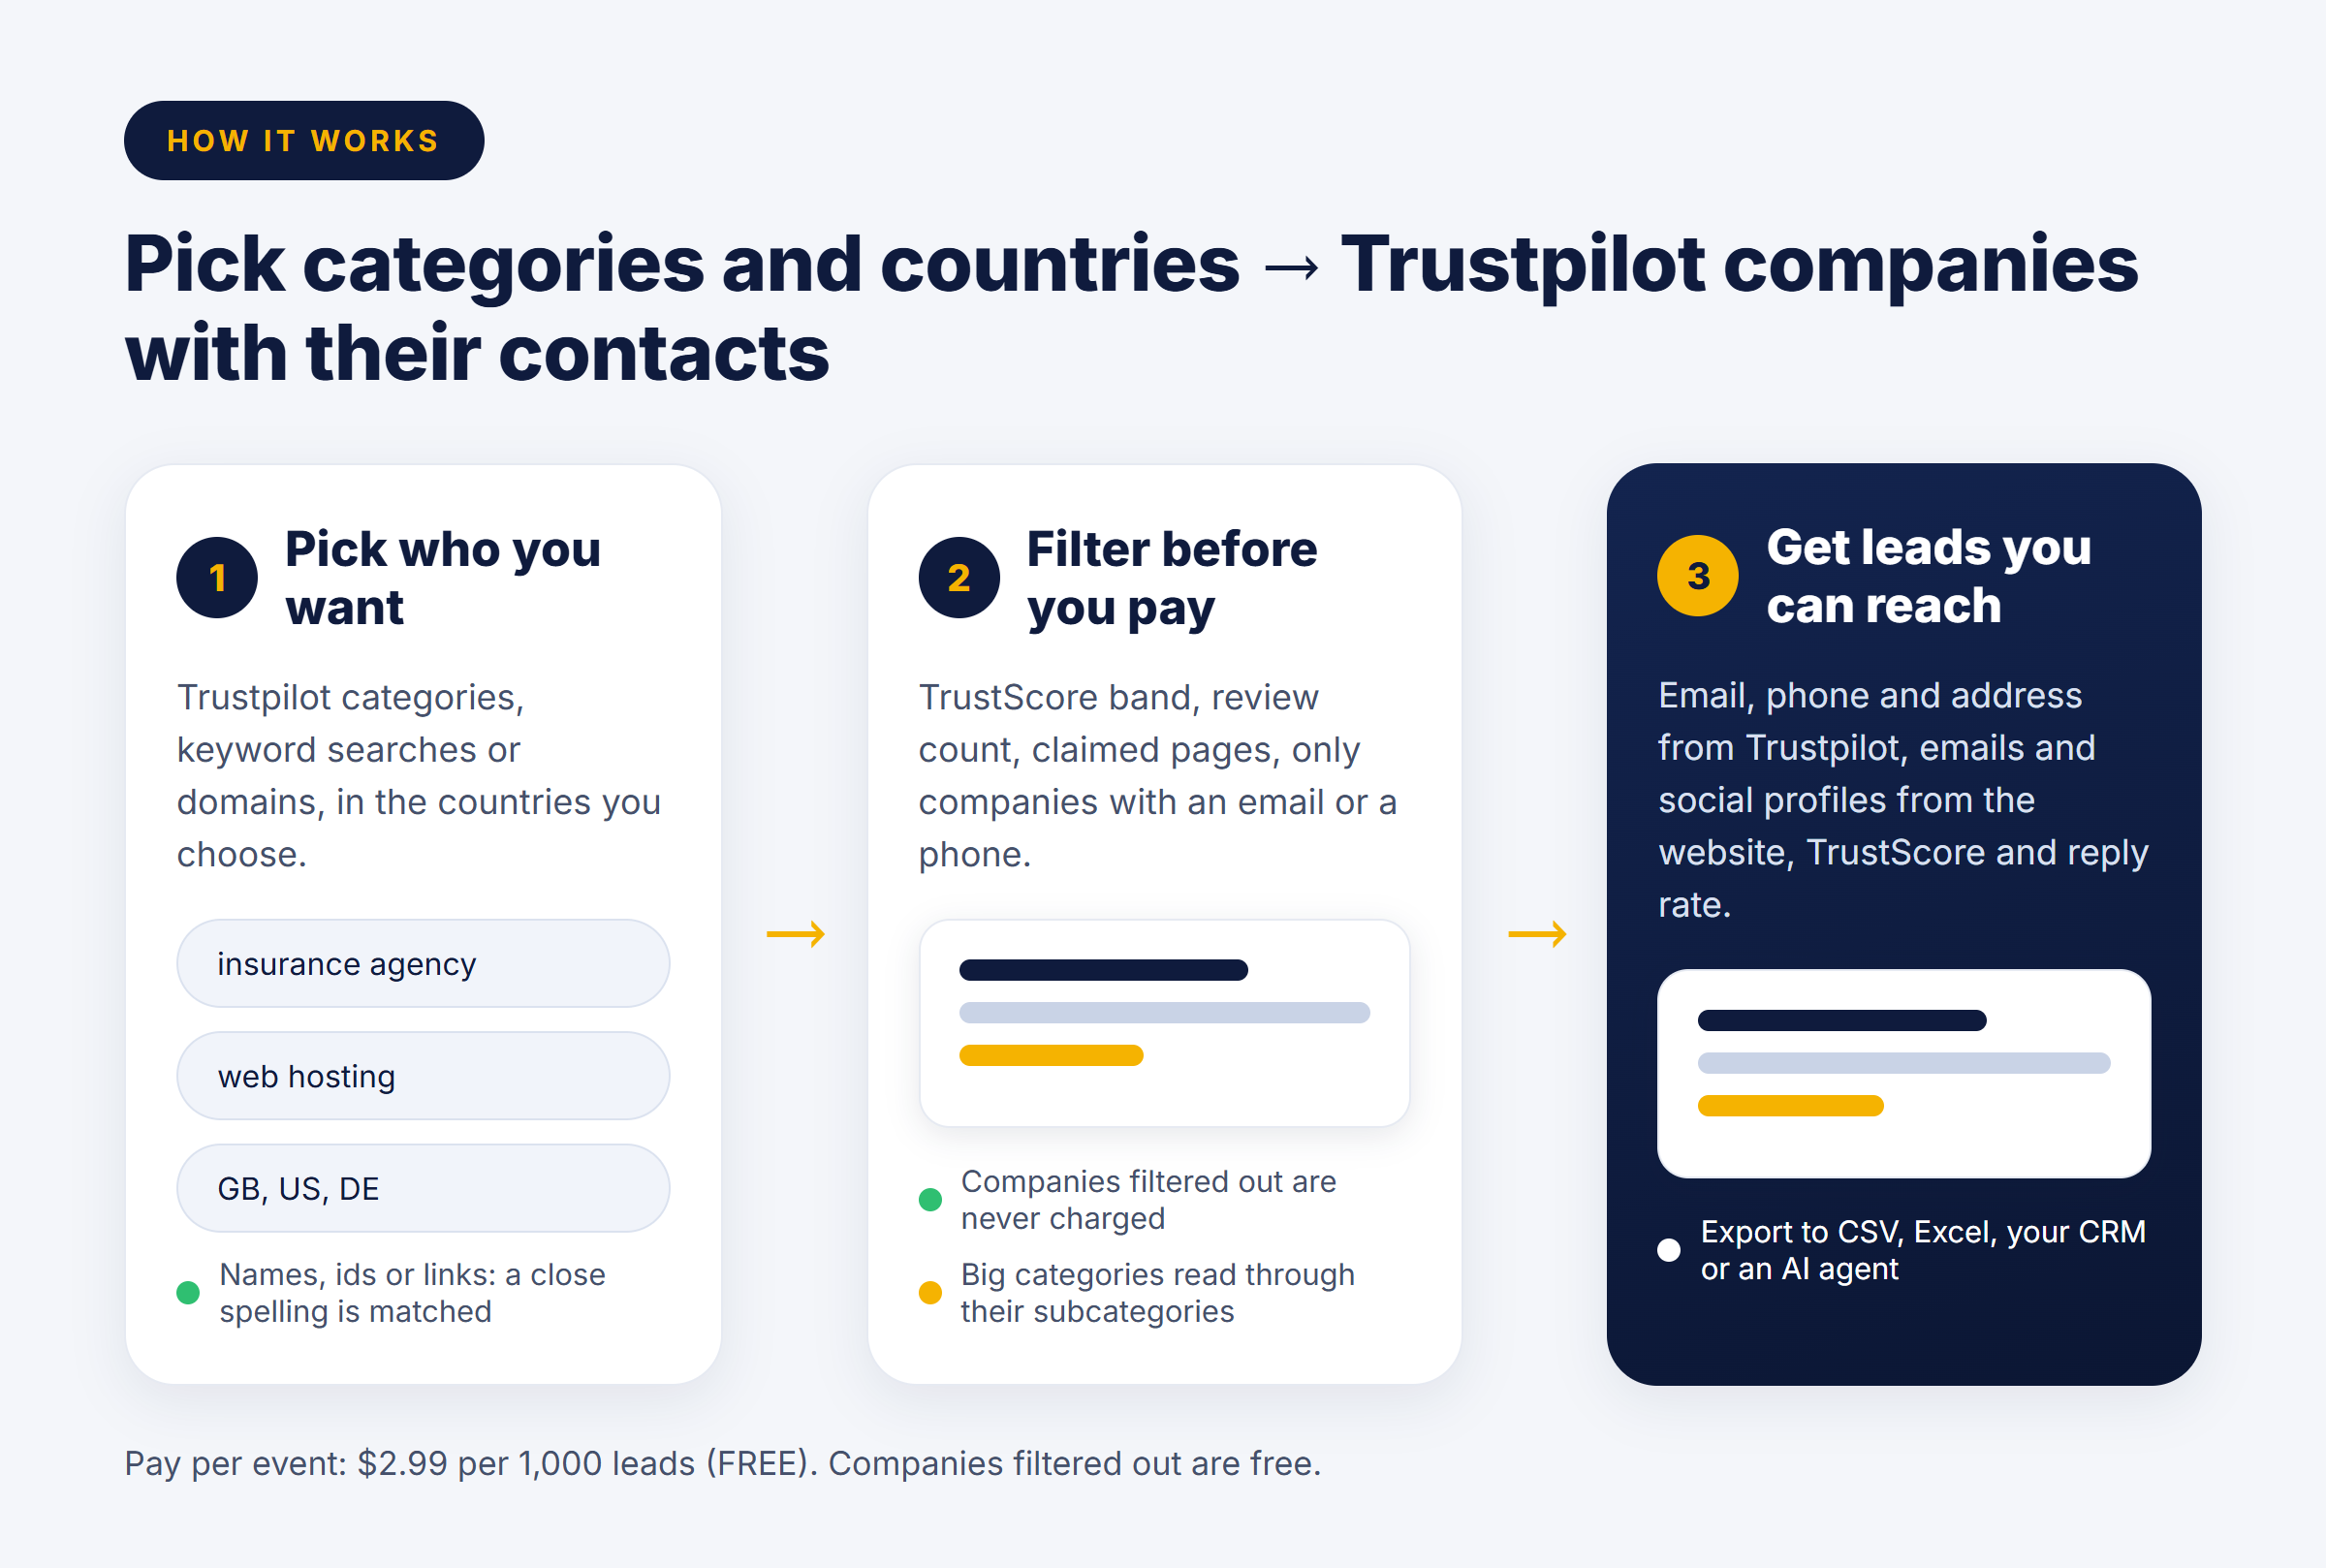 HOW IT WORKS
Pick categories and countries → Trustpilot companies
with their contacts
1
Pick who you
want
Trustpilot categories,
keyword searches or
domains, in the countries you
choose.
insurance agency
web hosting
GB, US, DE
Names, ids or links: a close
spelling is matched
→
2
Filter before
you pay
TrustScore band, review
count, claimed pages, only
companies with an email or a
phone.
Companies filtered out are
never charged
Big categories read through
their subcategories
→
3
Get leads you
can reach
Email, phone and address
from Trustpilot, emails and
social profiles from the
website, TrustScore and reply
rate.
Export to CSV, Excel, your CRM
or an AI agent
Pay per event: $2.99 per 1,000 leads (FREE). Companies filtered out are free.